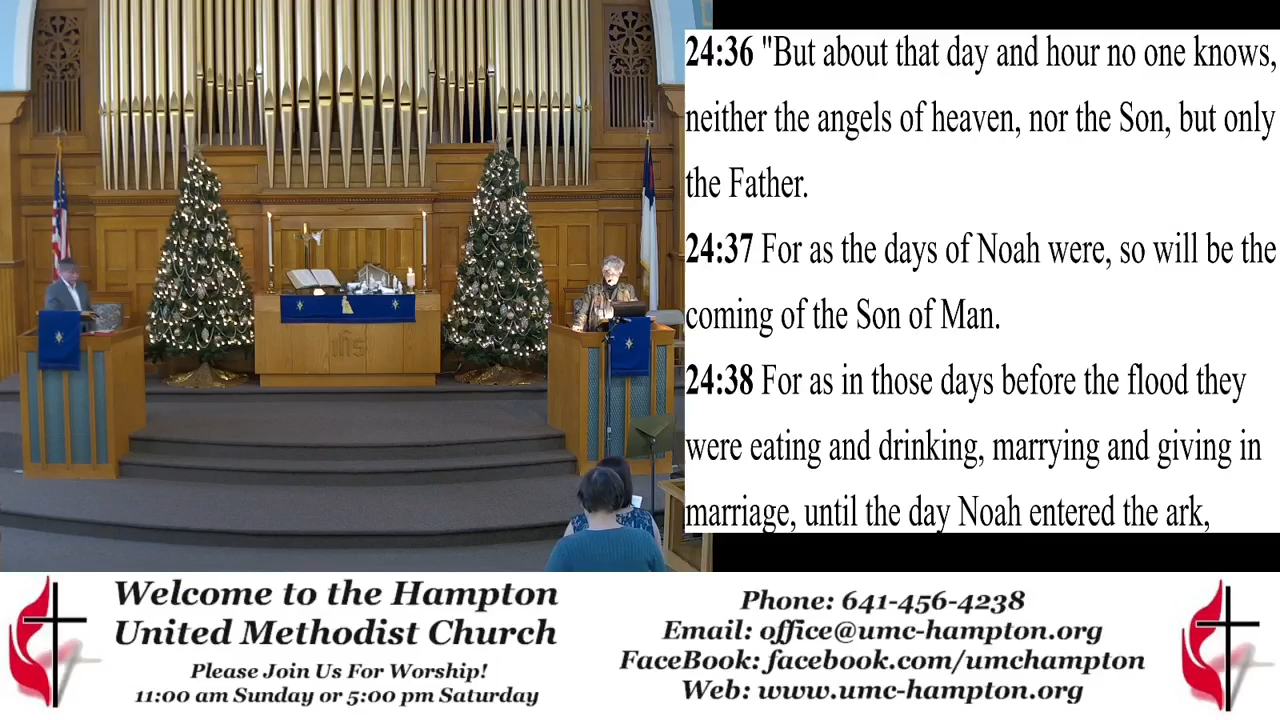 24:36 "But about that day and hour no one knows,
neither the angels of heaven, nor the Son, but only
the Father.
24:37 For as the days of Noah were, so will be the
coming of the Son of Man.
24:38 For as in those days before the flood they
were eating and drinking, marrying and giving in
marriage, until the day Noah entered the ark,
ihs
Welcome to the Hampton
United Methodist Church
Please Join Us For Worship!
11:00 am Sunday or 5:00 pm Saturday
Phone: 641-456-4238
Email: office@umc-hampton.org
FaceBook: facebook.com/umchampton
Web: www.umc-hampton.org